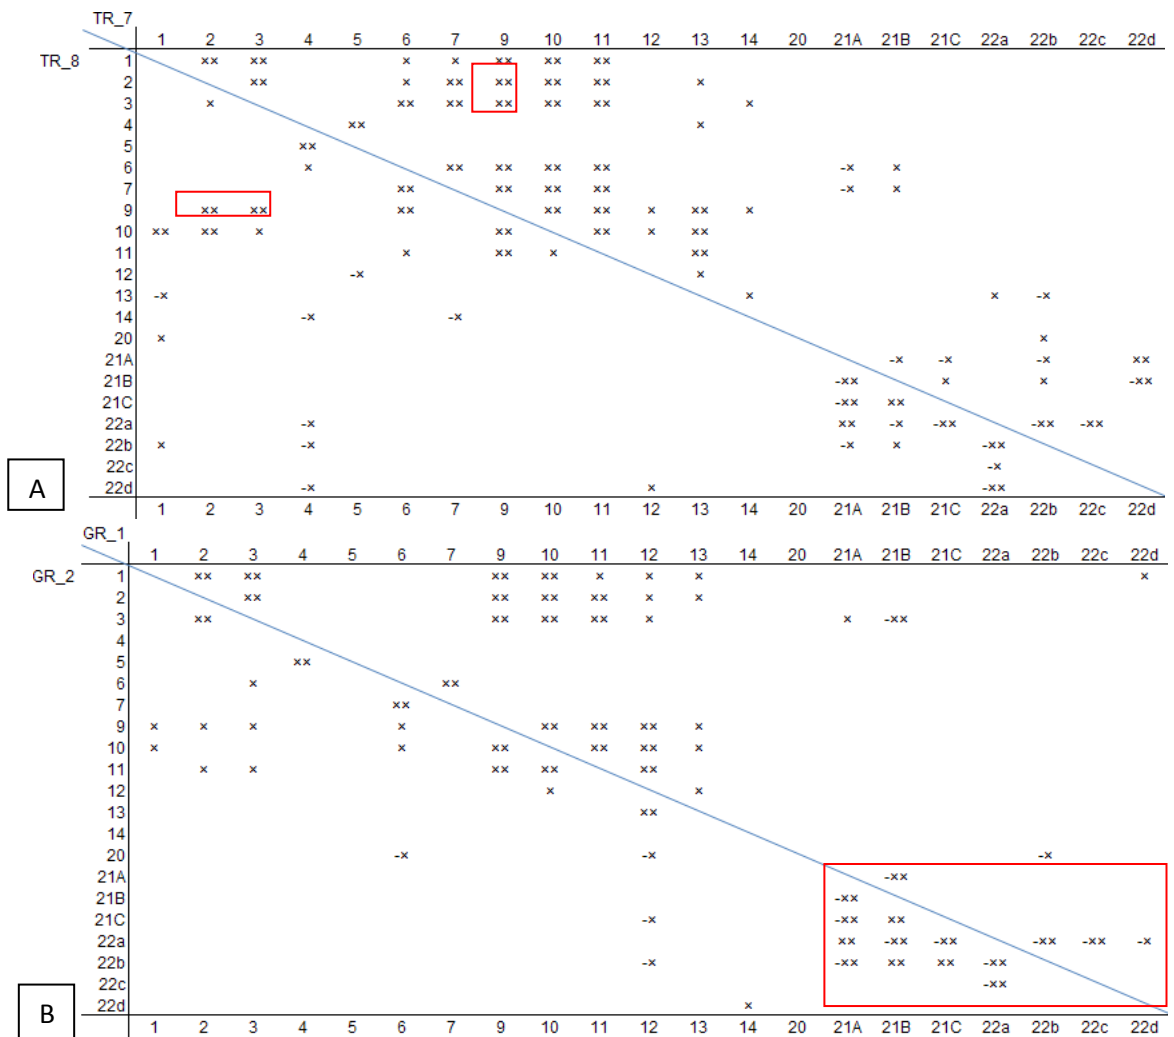 TR_7
1 2 3 4 5 6 7 9 10 11 12 13 14 20 21A 21B 21C 22a 22b 22c 22d
TR_8 1 ×× ×× × × ×× ×× ××
2 ×× × ×× ×× ×× ×× ×
3 × ×× ×× ×× ×× ×× ×
4 ×× ×
5 ××
6 × ×× ×× ×× ×× -× ×
7 ×× ×× ×× ×× -× ×
9 ×× ×× ×× ×× ×× × ×× ×
10 ×× ×× × ×× ×× × ××
11 × ×× × ××
12 -× ×
13 -× × × -×
14 -× -×
20 × ×
21A -× -× -× ××
21B -×× × × -××
21C -×× ××
22a -× ×× -× -×× -×× -××
22b × -× -× × -××
22c -×
22d -× × -××
A
1 2 3 4 5 6 7 9 10 11 12 13 14 20 21A 21B 21C 22a 22b 22c 22d
GR_1
1 2 3 4 5 6 7 9 10 11 12 13 14 20 21A 21B 21C 22a 22b 22c 22d
GR_2 1 ×× ×× ×× ×× × × × ×
2 ×× ×× ×× ×× × ×
3 ×× ×× ×× ×× × × -××
4
5 ××
6 × ××
7 ××
9 × × × × ×× ×× ×× ×
10 × × ×× ×× ×× ×
11 × × ×× ×× ××
12 × ×
13 ××
14
20 -× -× -×
21A -××
21B -××
21C -× -×× ××
22a ×× -×× -×× -×× -×× -×
22b -× -×× ×× ×× -××
22c -××
22d ×
B
1 2 3 4 5 6 7 9 10 11 12 13 14 20 21A 21B 21C 22a 22b 22c 22d